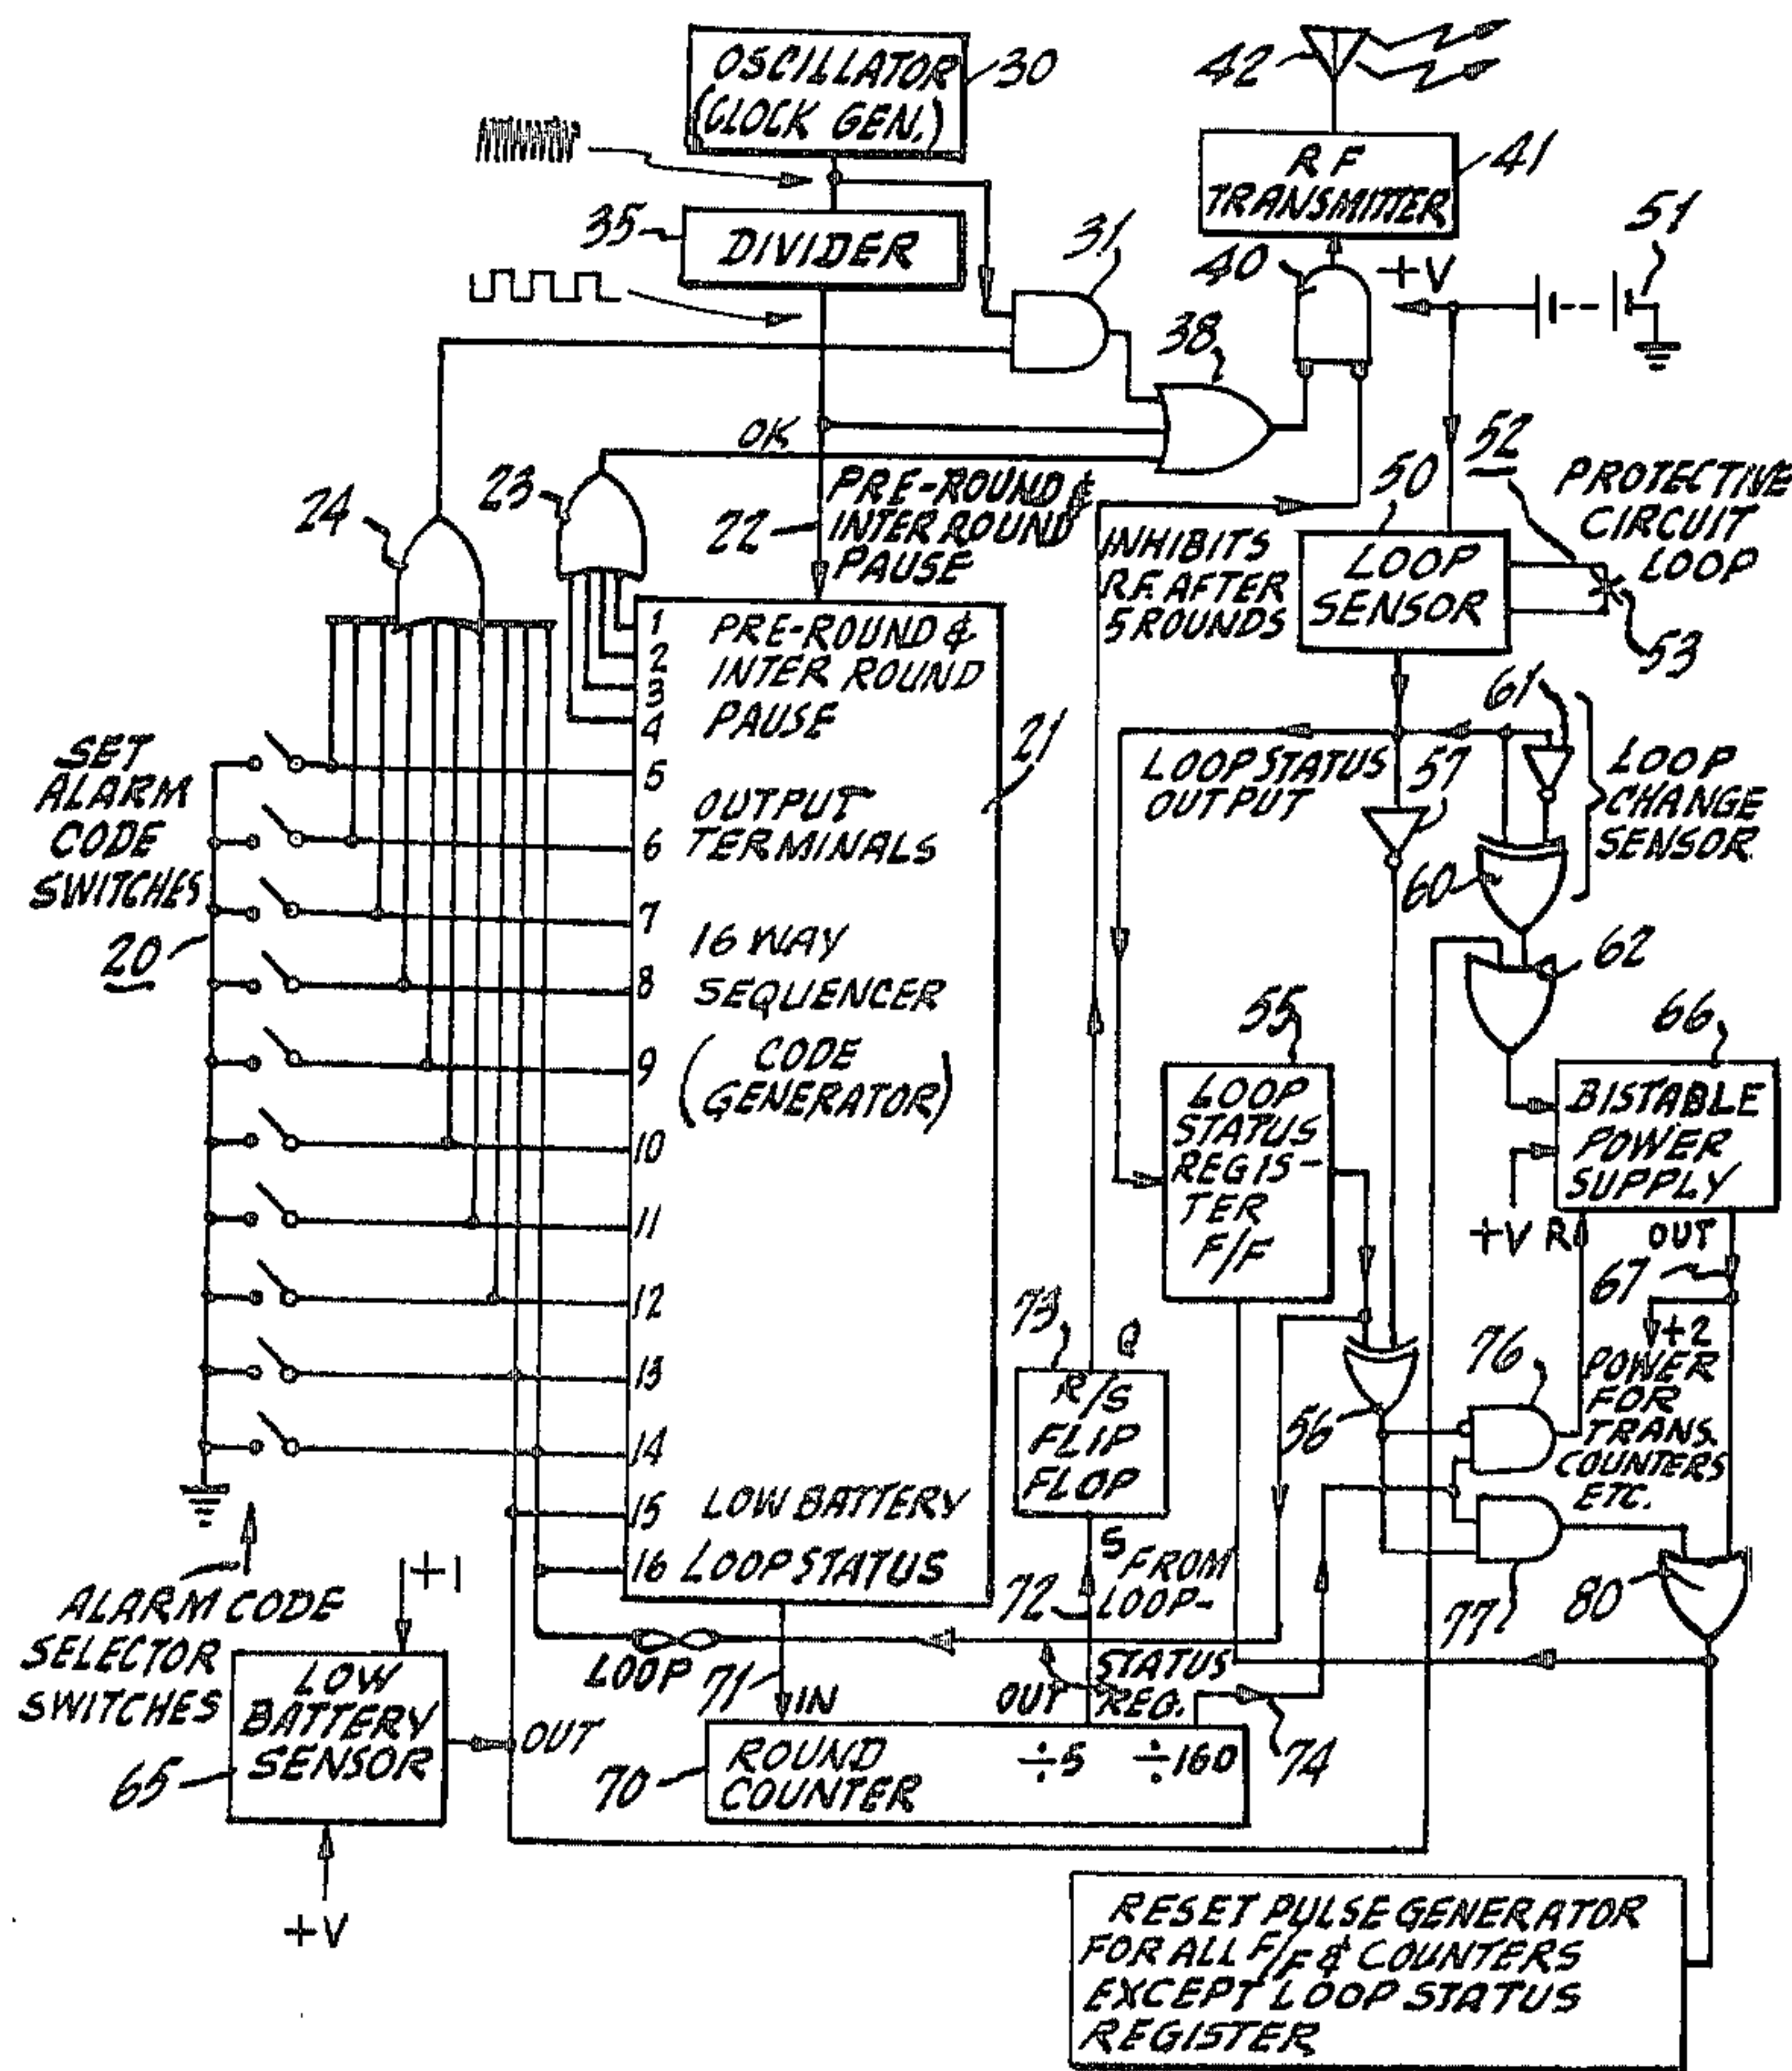 OSCILLATOR
(CLOCK GEN.)
30
42
RF
TRANSMITTER
41
35
DIVIDER
31
40
+V
51
38
OK
23
24
22
PRE-ROUND &
INTER ROUND
PAUSE
INHIBITS
R.F. AFTER
5 ROUNDS
50
52
PROTECTIVE
CIRCUIT
LOOP
LOOP
SENSOR
53
1
2
3
4
PRE-ROUND &
INTER ROUND
PAUSE
21
61
LOOP
CHANGE
SENSOR
LOOP STATUS
OUTPUT
57
60
62
SET
ALARM
CODE
SWITCHES
20
5
6
7
8
9
10
11
12
13
14
15
16
OUTPUT
TERMINALS
16 WAY
SEQUENCER
(CODE
GENERATOR)
LOW BATTERY
LOOP STATUS
55
LOOP
STATUS
REGIS-
TER
F/F
66
BISTABLE
POWER
SUPPLY
+V
R
OUT
67
+2
POWER
FOR
TRANS.
COUNTERS
ETC.
73
Q
R/S
FLIP
FLOP
S
56
76
77
80
72
FROM
LOOP-
STATUS
REG.
ALARM CODE
SELECTOR
SWITCHES
+1
LOW
BATTERY
SENSOR
65
+V
OUT
LOOP
71
IN
OUT
74
70
ROUND
COUNTER
÷5
÷160
RESET PULSE GENERATOR
FOR ALL F/F & COUNTERS
EXCEPT LOOP STATUS
REGISTER